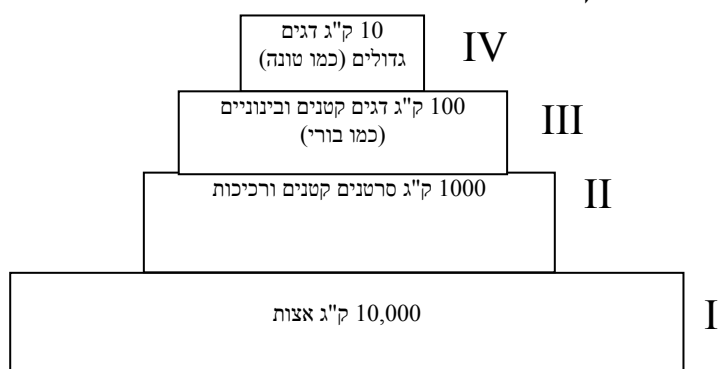 10 ק"ג דגים
גדולים (כמו טונה)
IV
100 ק"ג דגים קטנים ובינוניים
(כמו בורי)
III
1000 ק"ג סרטנים קטנים ורכיכות
II
10,000 ק"ג אצות
I